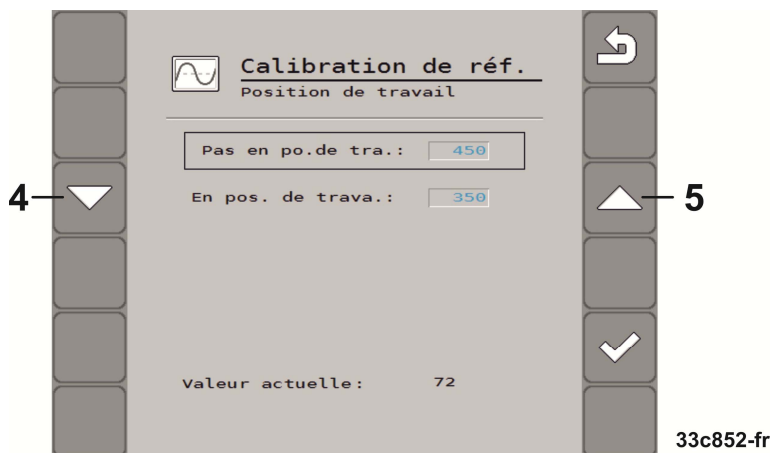 Calibration de réf.
Position de travail
Pas en po.de tra.: 450
4
En pos. de trava.: 350
5
Valeur actuelle: 72
33c852-fr